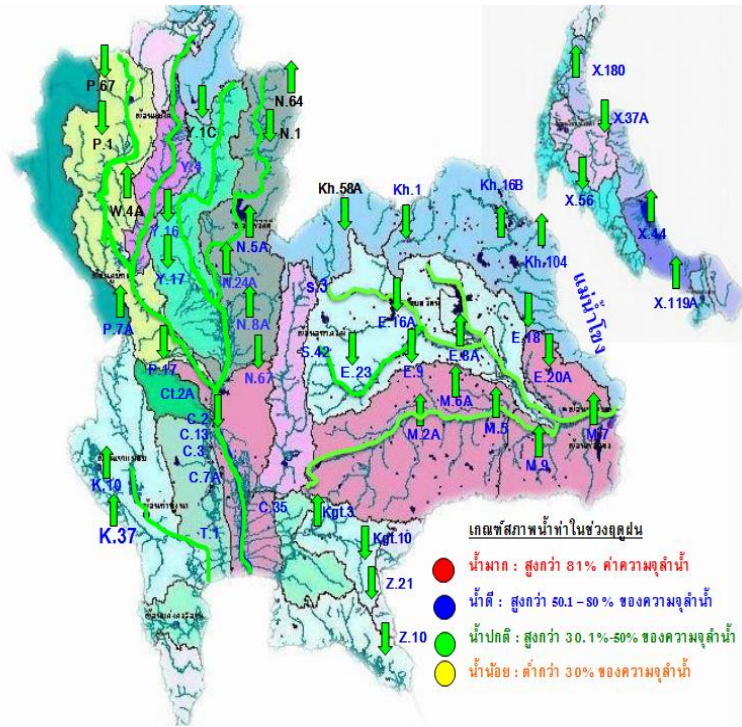 P.67
N.64
X.180
P.1
Y.1C
N.1
X.37A
Y.4
Kh.58A
Kh.1
Kh.16B
X.56
W.4A
Y.16
N.5A
X.44
Kh.104
Y.17
N.24A
s.3
แม่น้ำโขง
X.119A
P.7A
N.8A
E.16A
E.8A
E.18
S.42
P.17
N.67
E.23
E.9
E.20A
Ct.2A
M.6A
C.2
C.13
M.2A
M.5
M.7
C.3
M.9
K.10
C.7A
K.37
C.35
Kgt.3
T.1
Kgt.10
Z.21
Z.10
เกณฑ์สภาพน้ำท่าในช่วงฤดูฝน
น้ำมาก : สูงกว่า 81% ค่าความจุลำน้ำ
น้ำดี : สูงกว่า 50.1 – 80 % ของความจุลำน้ำ
น้ำปกติ : สูงกว่า 30.1%-50% ของความจุลำน้ำ
น้ำน้อย : ต่ำกว่า 30% ของความจุลำน้ำ